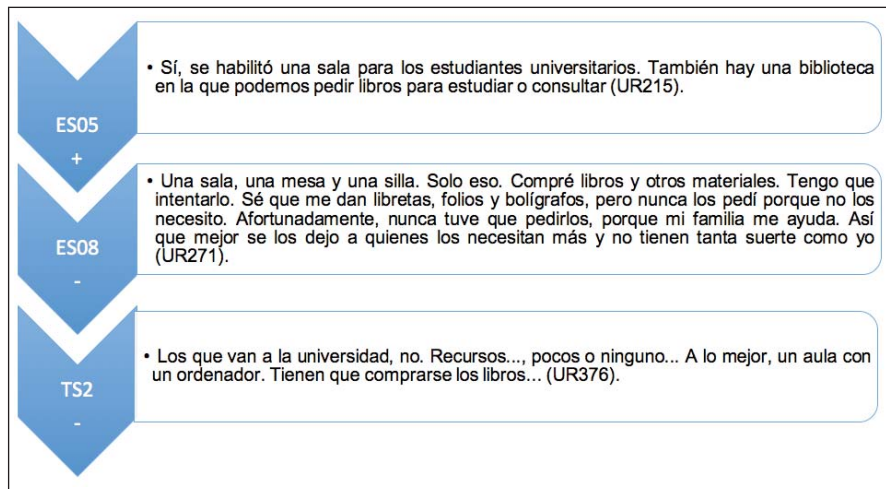 • Sí, se habilitó una sala para los estudiantes universitarios. También hay una biblioteca
en la que podemos pedir libros para estudiar o consultar (UR215).
ES05
+
• Una sala, una mesa y una silla. Solo eso. Compré libros y otros materiales. Tengo que
intentarlo. Sé que me dan libretas, folios y bolígrafos, pero nunca los pedí porque no los
necesito. Afortunadamente, nunca tuve que pedirlos, porque mi familia me ayuda. Así
que mejor se los dejo a quienes los necesitan más y no tienen tanta suerte como yo
(UR271).
ES08
-
• Los que van a la universidad, no. Recursos..., pocos o ninguno... A lo mejor, un aula con
un ordenador. Tienen que comprarse los libros... (UR376).
TS2
-